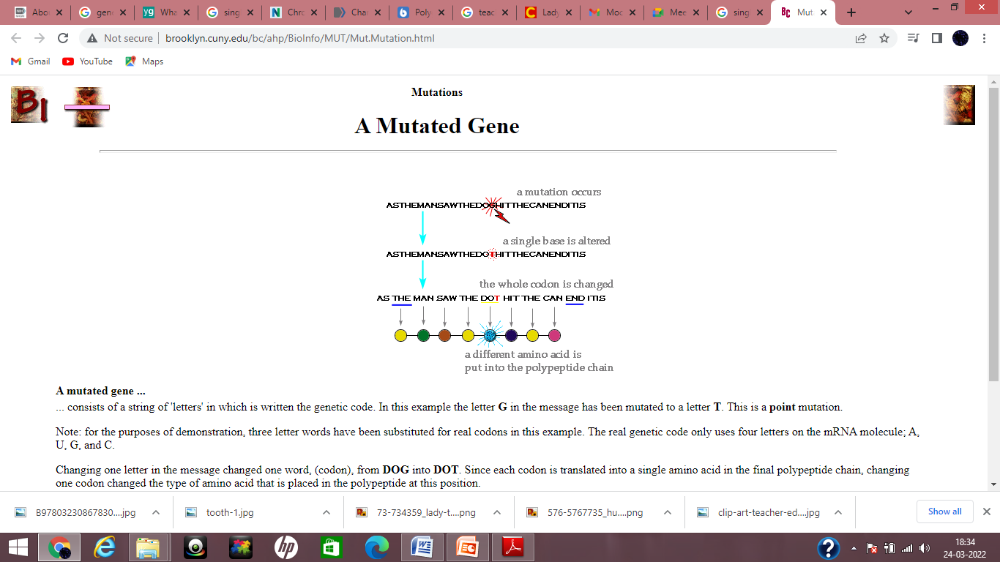 Abo
gene
yg Wha
sing
N Chro
Char
Poly
teac
Lady
Moc
Mee
sing
Bc Mut
Not secure brooklyn.cuny.edu/bc/ahp/BioInfo/MUT/Mut.Mutation.html
Gmail YouTube Maps
BI
Mutations
A Mutated Gene
a mutation occurs
ASTHEMANSAWTHEDOGHITTHECANENDITIS
a single base is altered
ASTHEMANSAWTHEDOTHITTHECANENDITIS
the whole codon is changed
AS THE MAN SAW THE DOT HIT THE CAN END ITIS
a different amino acid is
put into the polypeptide chain
A mutated gene ...
... consists of a string of 'letters' in which is written the genetic code. In this example the letter G in the message has been mutated to a letter T. This is a point mutation.
Note: for the purposes of demonstration, three letter words have been substituted for real codons in this example. The real genetic code only uses four letters on the mRNA molecule; A,
U, G, and C.
Changing one letter in the message changed one word, (codon), from DOG into DOT. Since each codon is translated into a single amino acid in the final polypeptide chain, changing
one codon changed the type of amino acid that is placed in the polypeptide at this position.
B97803230867830....jpg tooth-1.jpg 73-734359_lady-t....png 576-5767735_hu....png clip-art-teacher-ed....jpg Show all
hp
18:34
24-03-2022